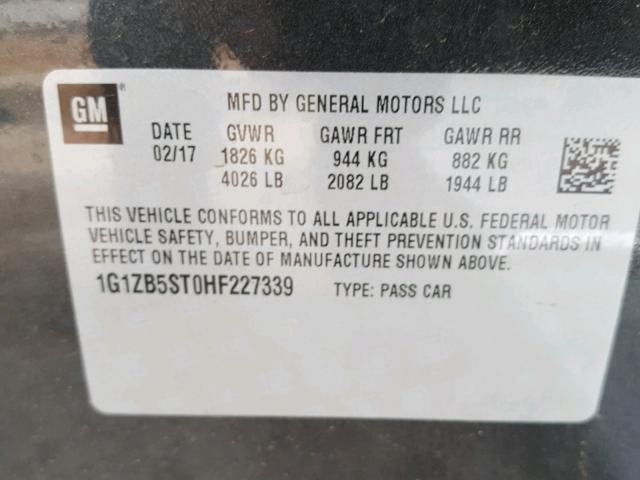 GM ®
MFD BY GENERAL MOTORS LLC
DATE GVWR GAWR FRT GAWR RR
02/17 1826 KG 944 KG 882 KG
4026 LB 2082 LB 1944 LB
THIS VEHICLE CONFORMS TO ALL APPLICABLE U.S. FEDERAL MOTOR
VEHICLE SAFETY, BUMPER, AND THEFT PREVENTION STANDARDS IN
EFFECT ON THE DATE OF MANUFACTURE SHOWN ABOVE.
1G1ZB5ST0HF227339 TYPE: PASS CAR